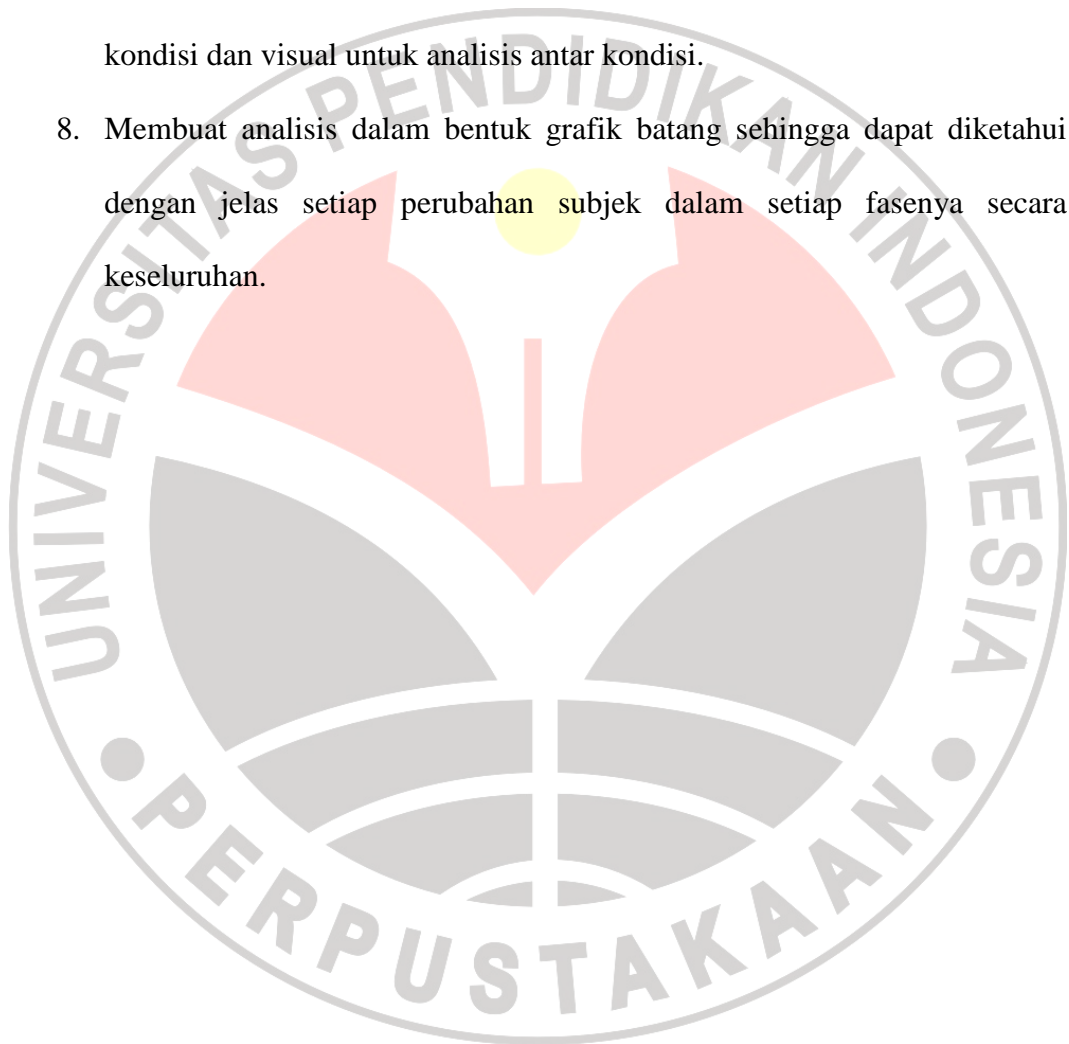 kondisi dan visual untuk analisis antar kondisi.
8. Membuat analisis dalam bentuk grafik batang sehingga dapat diketahui
dengan jelas setiap perubahan subjek dalam setiap fasenya secara
keseluruhan.
UNIVERSITAS PENDIDIKAN INDONESIA
PERPUSTAKAAN